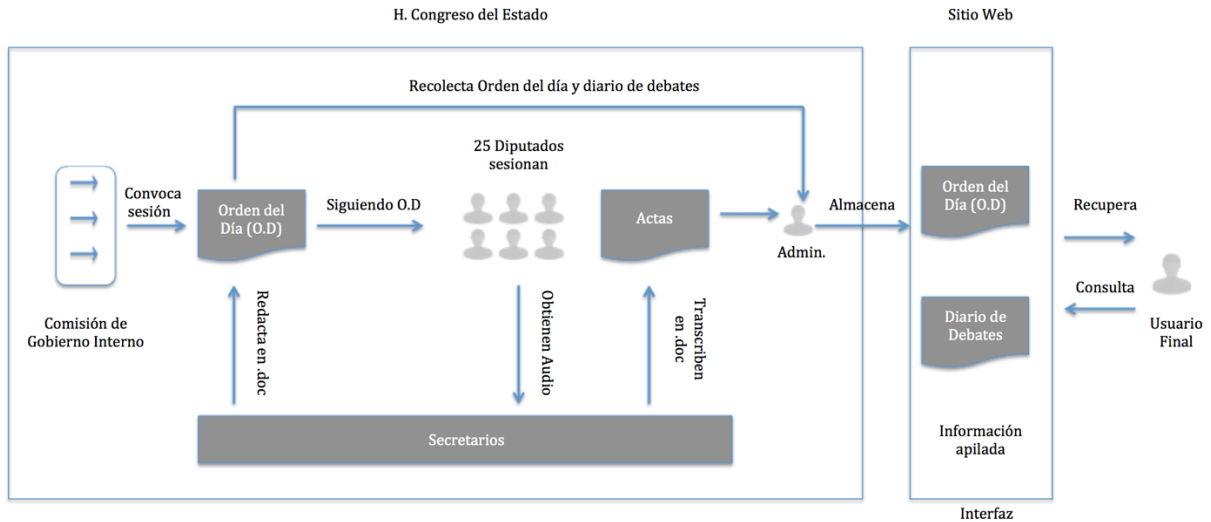 H. Congreso del Estado
Sitio Web
Recolecta Orden del día y diario de debates
25 Diputados
sesionan
Convoca
sesión
Orden del
Día (O.D)
Siguiendo O.D
Actas
Admin.
Almacena
Orden del
Día (O.D)
Recupera
Consulta
Usuario
Final
Diario de
Debates
Comisión de
Gobierno Interno
Redacta en .doc
Obtienen Audio
Transcriben
en .doc
Secretarios
Información
apilada
Interfaz